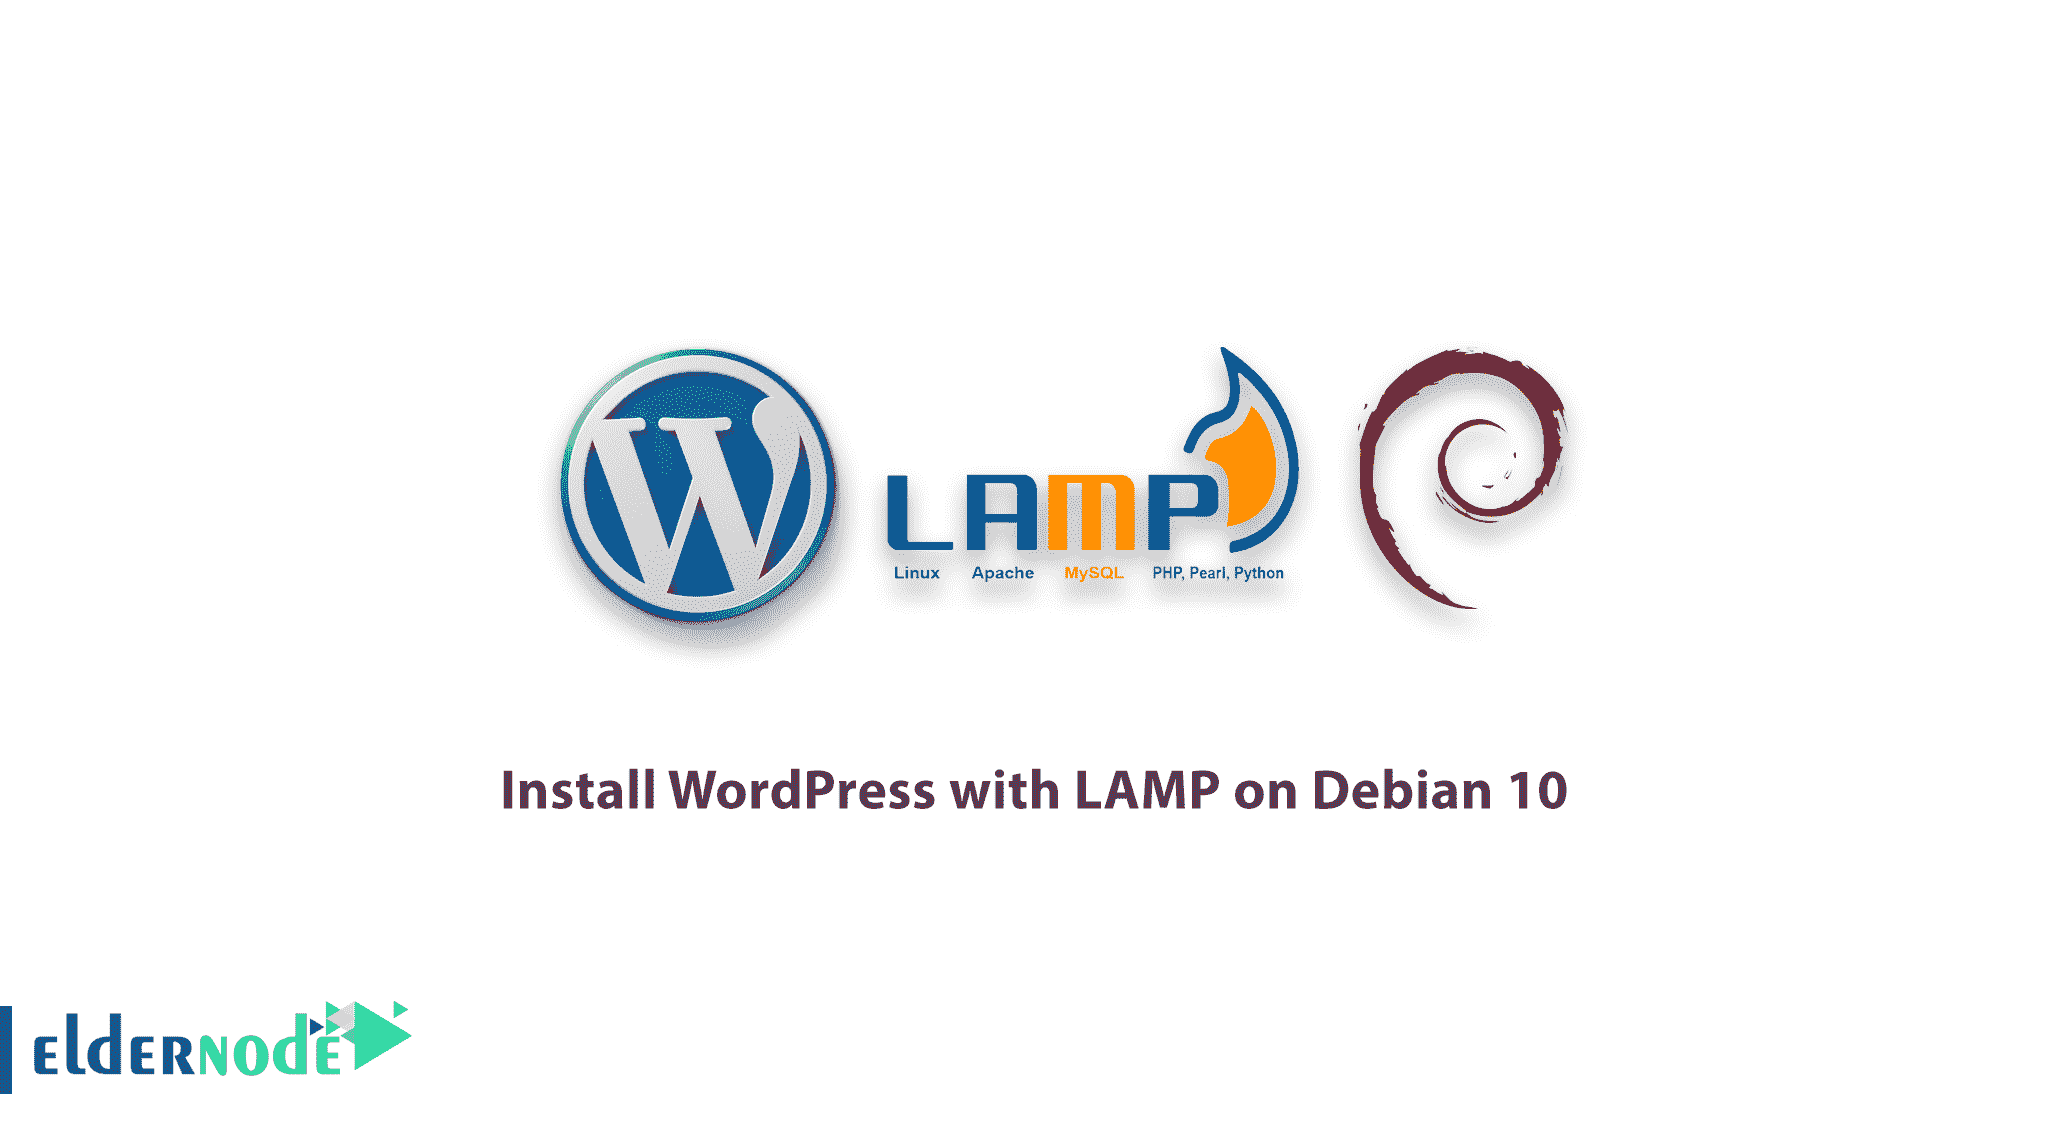 LAMP
Linux Apache MySQL PHP, Pearl, Python
Install WordPress with LAMP on Debian 10
ELDERNODE